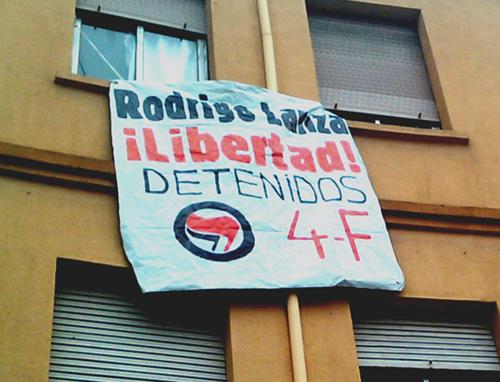 Rodrigo Lanza
¡Libertad!
DETENIDOS
4-F